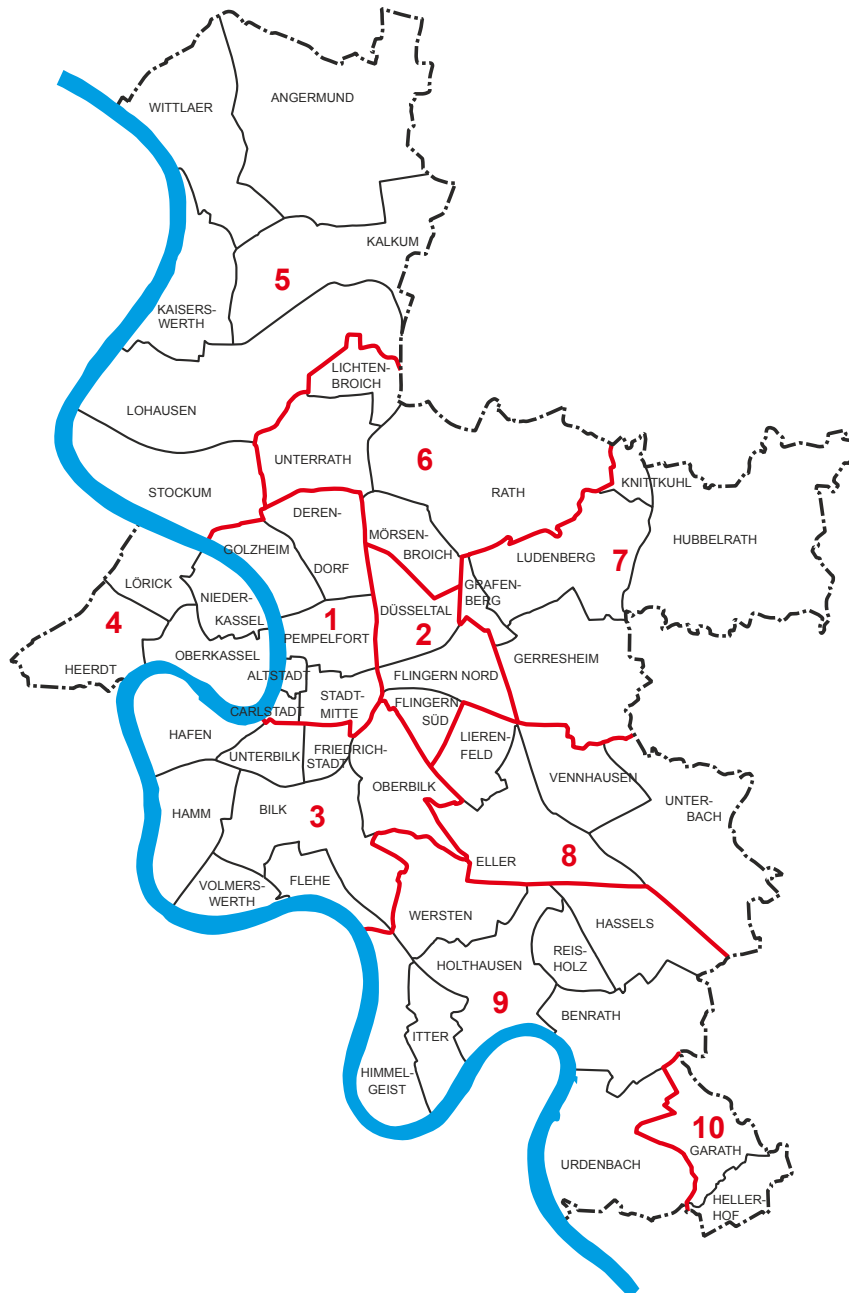 ANGERMUND
WITTLAER
KALKUM
5
KAISERS-
WERTH
LICHTEN-
BROICH
LOHAUSEN
UNTERRATH
6
KNITTKUHL
STOCKUM
RATH
DEREN-
MÖRSEN-
BROICH
HUBBELRATH
GOLZHEIM
LUDENBERG
7
DORF
LÖRICK
GRAFEN-
BERG
NIEDER-
KASSEL
DÜSSELTAL
4
1
2
PEMPELFORT
GERRESHEIM
OBERKASSEL
HEERDT
ALTSTADT
FLINGERN NORD
STADT-
MITTE
CARLSTADT
FLINGERN
SÜD
HAFEN
LIEREN-
FELD
UNTERBILK
FRIEDRICH-
STADT
OBERBILK
VENNHAUSEN
UNTER-
BACH
HAMM
BILK
3
ELLER
8
VOLMERS-
WERTH
FLEHE
WERSTEN
HASSELS
REIS-
HOLZ
HOLTHAUSEN
9
BENRATH
ITTER
HIMMEL-
GEIST
10
GARATH
URDENBACH
HELLER-
HOF